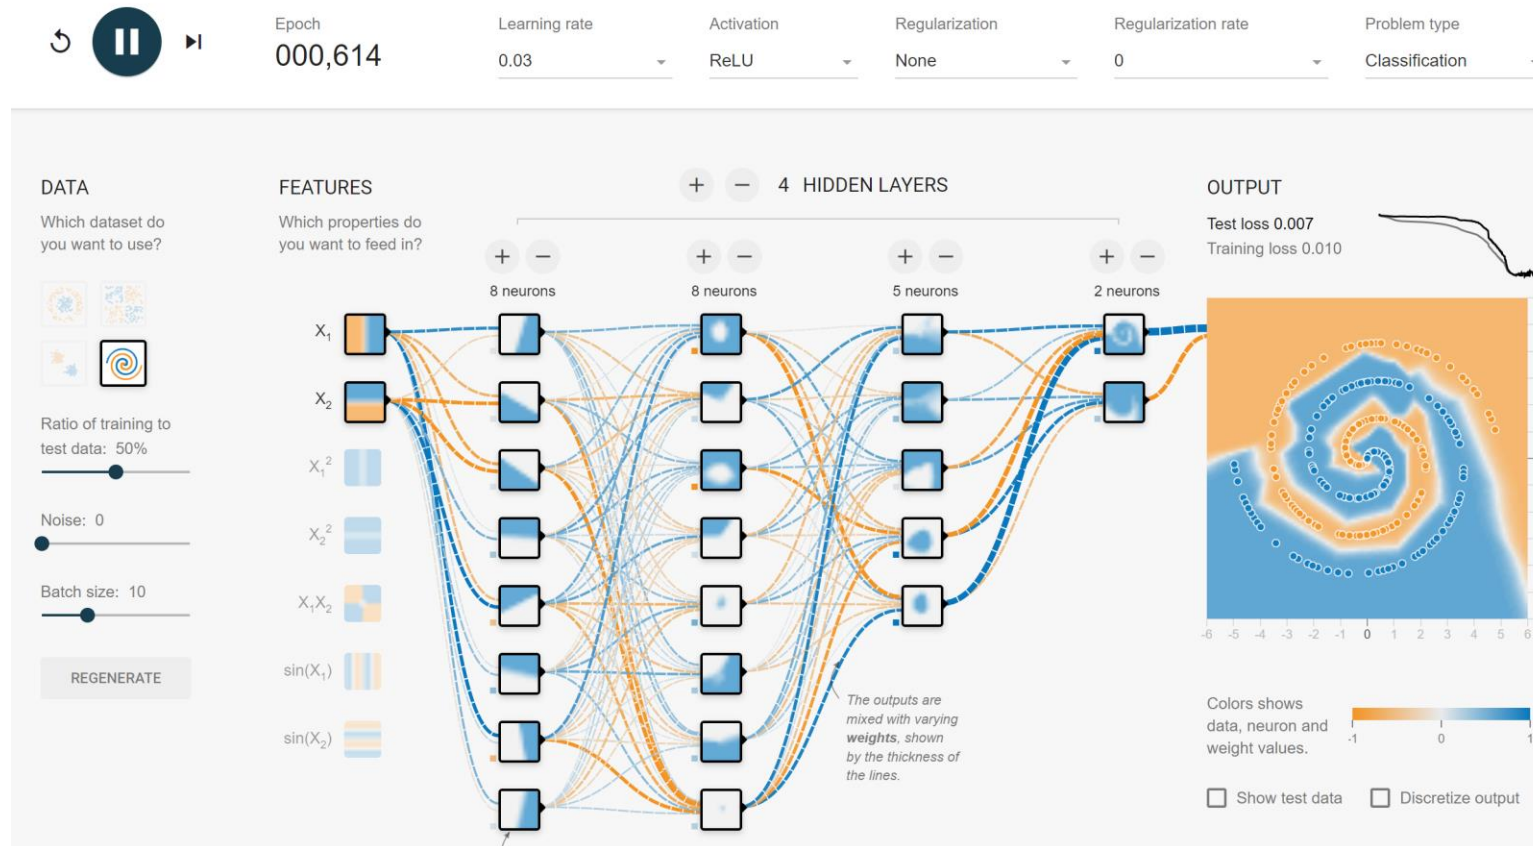 Epoch
000,614
Learning rate
0.03
Activation
ReLU
Regularization
None
Regularization rate
0
Problem type
Classification
DATA
Which dataset do
you want to use?
Ratio of training to
test data: 50%
Noise: 0
Batch size: 10
REGENERATE
FEATURES
Which properties do
you want to feed in?
X₁
X₂
X₁²
X₂²
X₁X₂
sin(X₁)
sin(X₂)
+ − 4 HIDDEN LAYERS
+ −
8 neurons
+ −
8 neurons
+ −
5 neurons
+ −
2 neurons
The outputs are
mixed with varying
weights, shown
by the thickness of
the lines.
OUTPUT
Test loss 0.007
Training loss 0.010
-6 -5 -4 -3 -2 -1 0 1 2 3 4 5 6
Colors shows
data, neuron and
weight values.
-1 0 1
Show test data
Discretize output